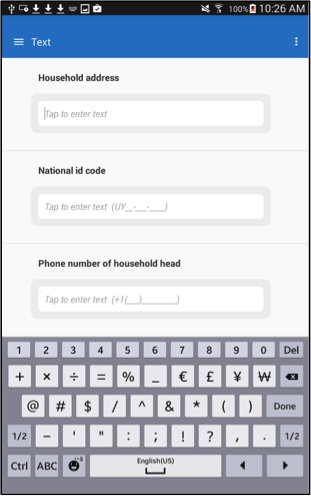 100% 10:26 AM
Text
Household address
Tap to enter text
National id code
Tap to enter text (UY__-___-____)
Phone number of household head
Tap to enter text (+1(___)_______)
1 2 3 4 5 6 7 8 9 0 Del
+ × ÷ = % _ € £ ¥ ₩
@ # $ / ^ & * ( ) Done
1/2 - ' " : ; ! ? , . 1/2
Ctrl ABC English(US)